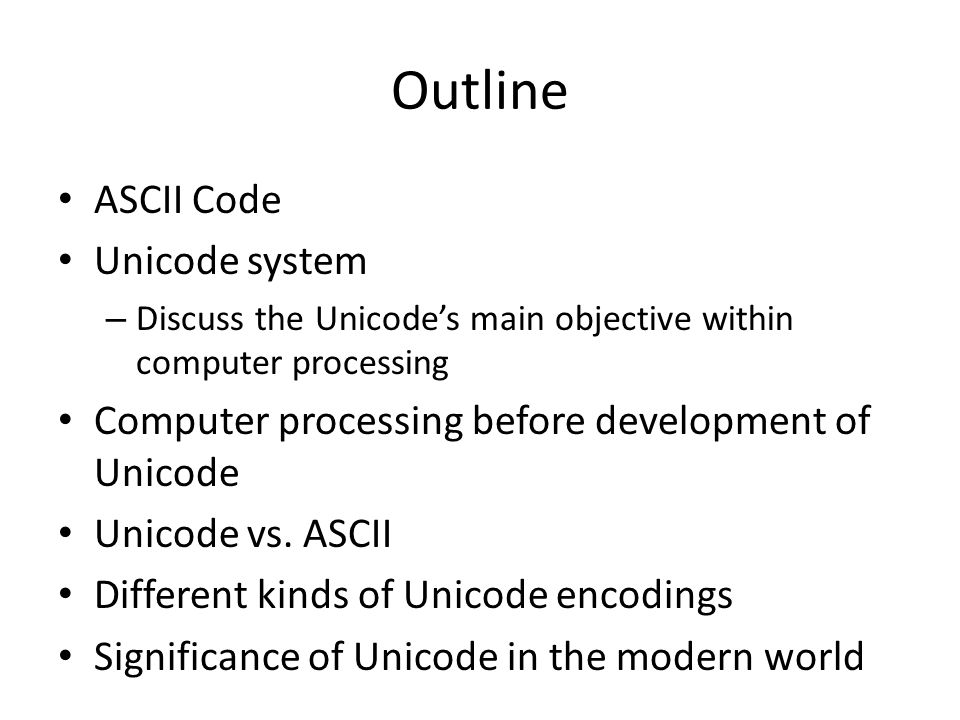 Outline
• ASCII Code
• Unicode system
– Discuss the Unicode’s main objective within
computer processing
• Computer processing before development of
Unicode
• Unicode vs. ASCII
• Different kinds of Unicode encodings
• Significance of Unicode in the modern world